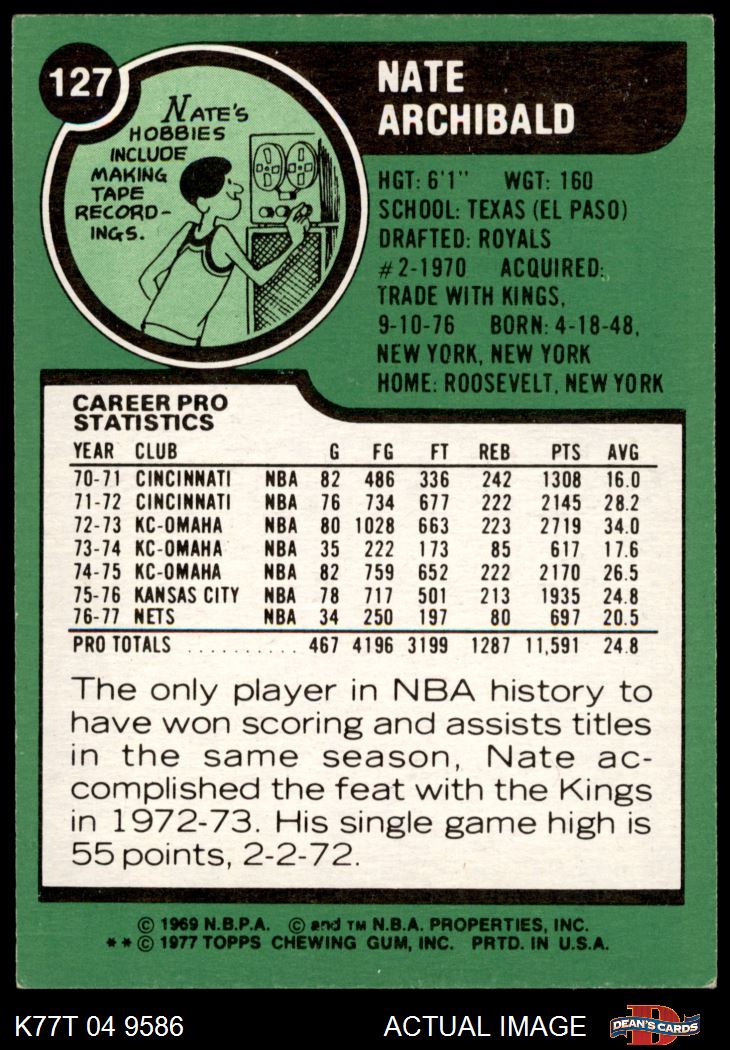 127
NATE
ARCHIBALD
NATE'S
HOBBIES
INCLUDE
MAKING
TAPE
RECORD-
INGS.
HGT: 6'1" WGT: 160
SCHOOL: TEXAS (EL PASO)
DRAFTED: ROYALS
#2-1970 ACQUIRED:
TRADE WITH KINGS,
9-10-76 BORN: 4-18-48,
NEW YORK, NEW YORK
HOME: ROOSEVELT, NEW YORK
CAREER PRO
STATISTICS
YEAR CLUB G FG FT REB PTS AVG
70-71 CINCINNATI NBA 82 486 336 242 1308 16.0
71-72 CINCINNATI NBA 76 734 677 222 2145 28.2
72-73 KC-OMAHA NBA 80 1028 663 223 2719 34.0
73-74 KC-OMAHA NBA 35 222 173 85 617 17.6
74-75 KC-OMAHA NBA 82 759 652 222 2170 26.5
75-76 KANSAS CITY NBA 78 717 501 213 1935 24.8
76-77 NETS NBA 34 250 197 80 697 20.5
PRO TOTALS .......... 467 4196 3199 1287 11,591 24.8
The only player in NBA history to
have won scoring and assists titles
in the same season, Nate ac-
complished the feat with the Kings
in 1972-73. His single game high is
55 points, 2-2-72.
© 1969 N.B.P.A. © and TM N.B.A. PROPERTIES, INC.
**© 1977 TOPPS CHEWING GUM, INC. PRTD. IN U.S.A.
K77T 04 9586 ACTUAL IMAGE
D
DEAN'S CARDS